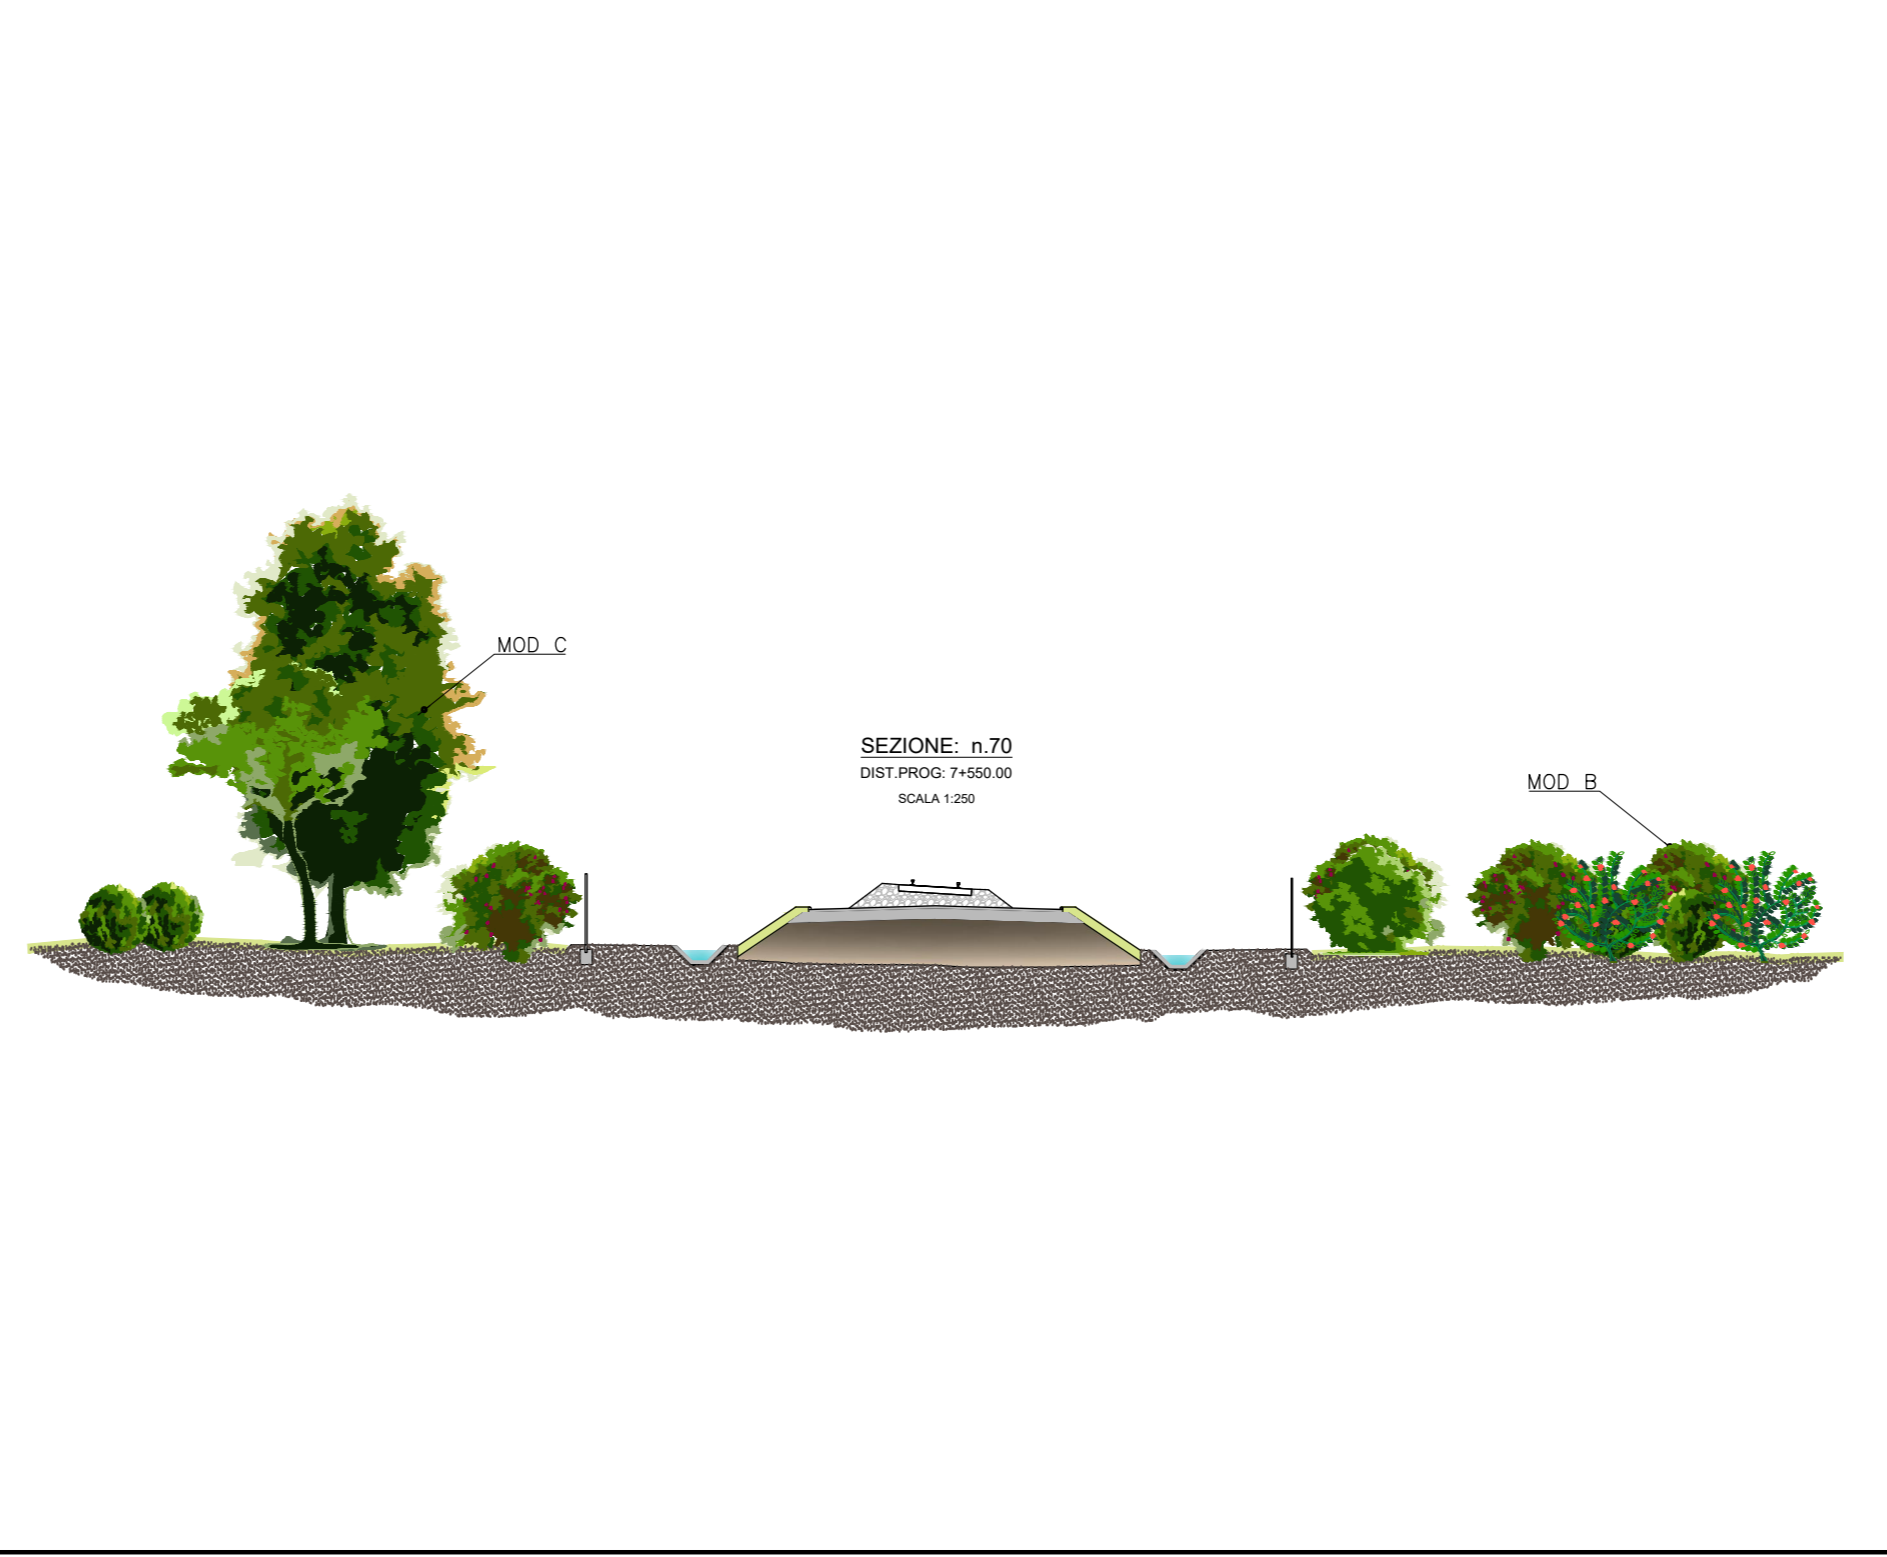 MOD C
SEZIONE: n.70
DIST.PROG: 7+550.00
SCALA 1:250
MOD B